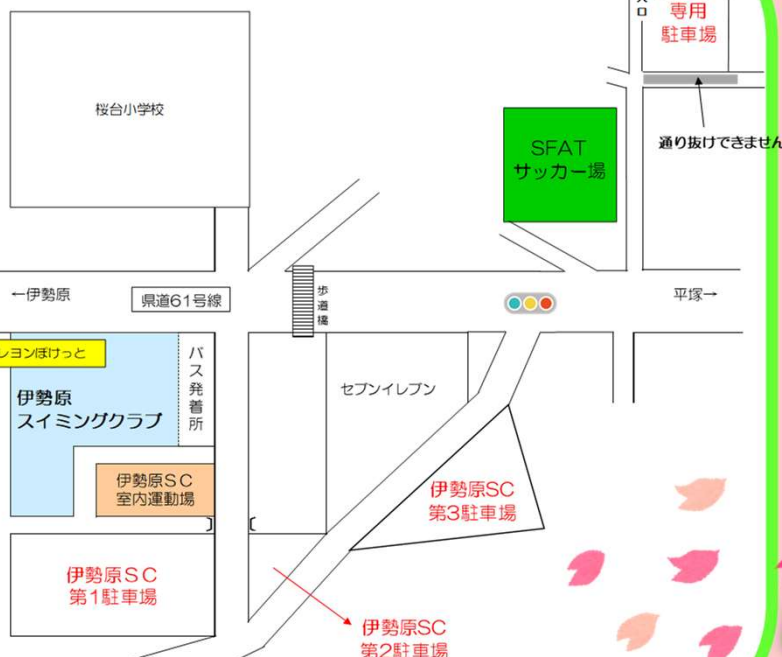 入口
専用
駐車場
桜台小学校
SFAT
サッカー場
通り抜けできません
←伊勢原
県道61号線
歩道橋
平塚→
レヨンぽけっと
バス発着所
伊勢原
スイミングクラブ
セブンイレブン
伊勢原SC
室内運動場
伊勢原SC
第3駐車場
伊勢原SC
第1駐車場
伊勢原SC
第2駐車場